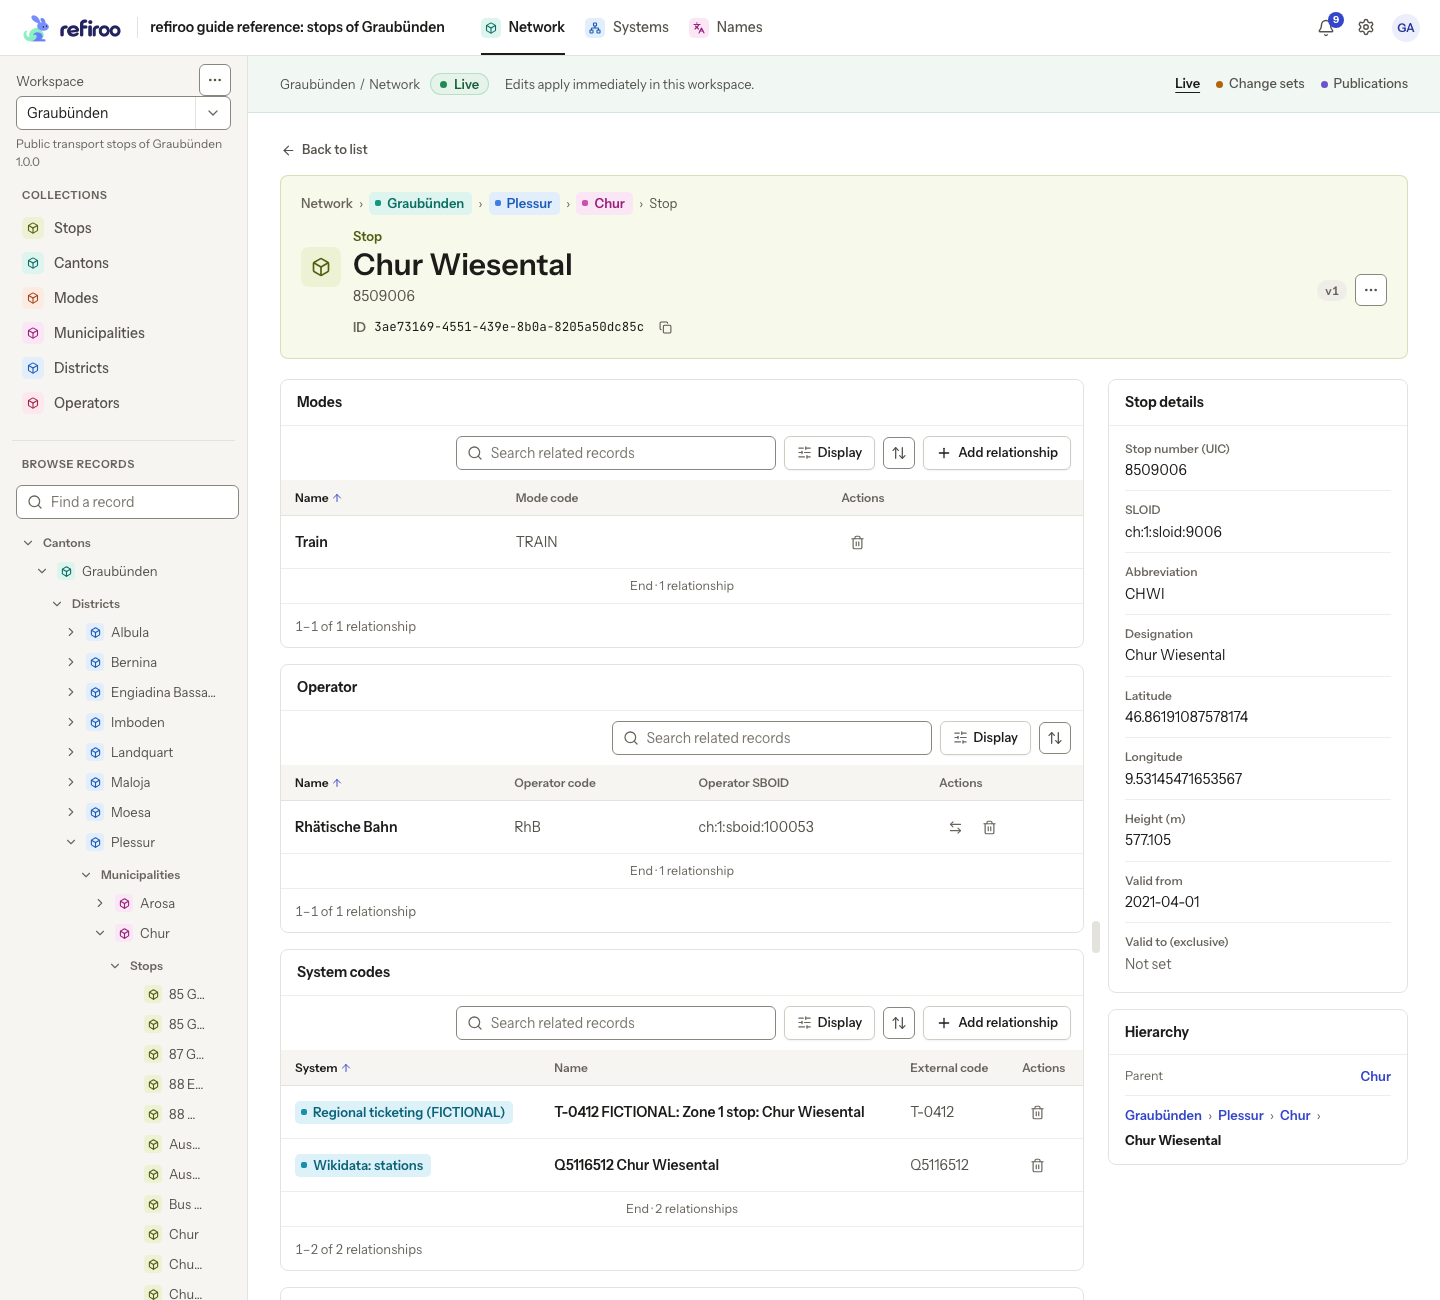 refiroo
refiroo guide reference: stops of Graubünden
Network
Systems
Names
9
GA
Workspace
Graubünden
Public transport stops of Graubünden
1.0.0
COLLECTIONS
Stops
Cantons
Modes
Municipalities
Districts
Operators
BROWSE RECORDS
Find a record
Cantons
Graubünden
Districts
Albula
Bernina
Engiadina Bassa...
Imboden
Landquart
Maloja
Moesa
Plessur
Municipalities
Arosa
Chur
Stops
85 G...
85 G...
87 G...
88 E...
88 ...
Aus...
Aus...
Bus ...
Chur
Chu...
Chu...
Graubünden / Network
Live
Edits apply immediately in this workspace.
Live
Change sets
Publications
Back to list
Network › Graubünden › Plessur › Chur › Stop
Stop
Chur Wiesental
8509006
ID 3ae73169-4551-439e-8b0a-8205a50dc85c
v1
Modes
Search related records
Display
Add relationship
Name Mode code Actions
Train TRAIN
End · 1 relationship
1–1 of 1 relationship
Operator
Search related records
Display
Name Operator code Operator SBOID Actions
Rhätische Bahn RhB ch:1:sboid:100053
End · 1 relationship
1–1 of 1 relationship
System codes
Search related records
Display
Add relationship
System Name External code Actions
Regional ticketing (FICTIONAL) T-0412 FICTIONAL: Zone 1 stop: Chur Wiesental T-0412
Wikidata: stations Q5116512 Chur Wiesental Q5116512
End · 2 relationships
1–2 of 2 relationships
Stop details
Stop number (UIC)
8509006
SLOID
ch:1:sloid:9006
Abbreviation
CHWI
Designation
Chur Wiesental
Latitude
46.86191087578174
Longitude
9.53145471653567
Height (m)
577.105
Valid from
2021-04-01
Valid to (exclusive)
Not set
Hierarchy
Parent Chur
Graubünden › Plessur › Chur ›
Chur Wiesental